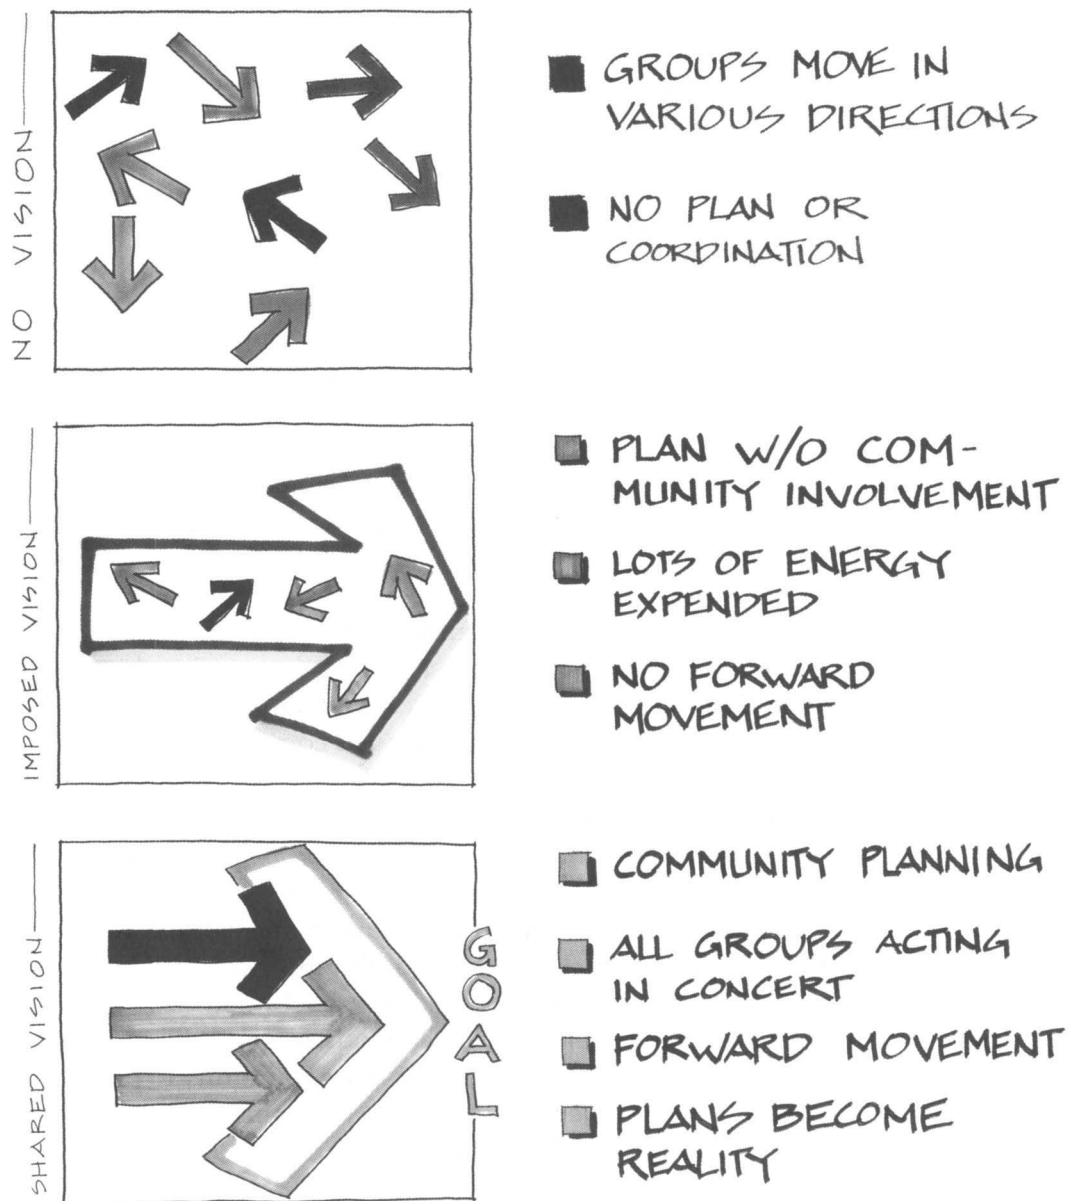 NO VISION
GROUPS MOVE IN
VARIOUS DIRECTIONS
NO PLAN OR
COORDINATION
IMPOSED VISION
PLAN W/O COM-
MUNITY INVOLVEMENT
LOTS OF ENERGY
EXPENDED
NO FORWARD
MOVEMENT
SHARED VISION
GOAL
COMMUNITY PLANNING
ALL GROUPS ACTING
IN CONCERT
FORWARD MOVEMENT
PLANS BECOME
REALITY